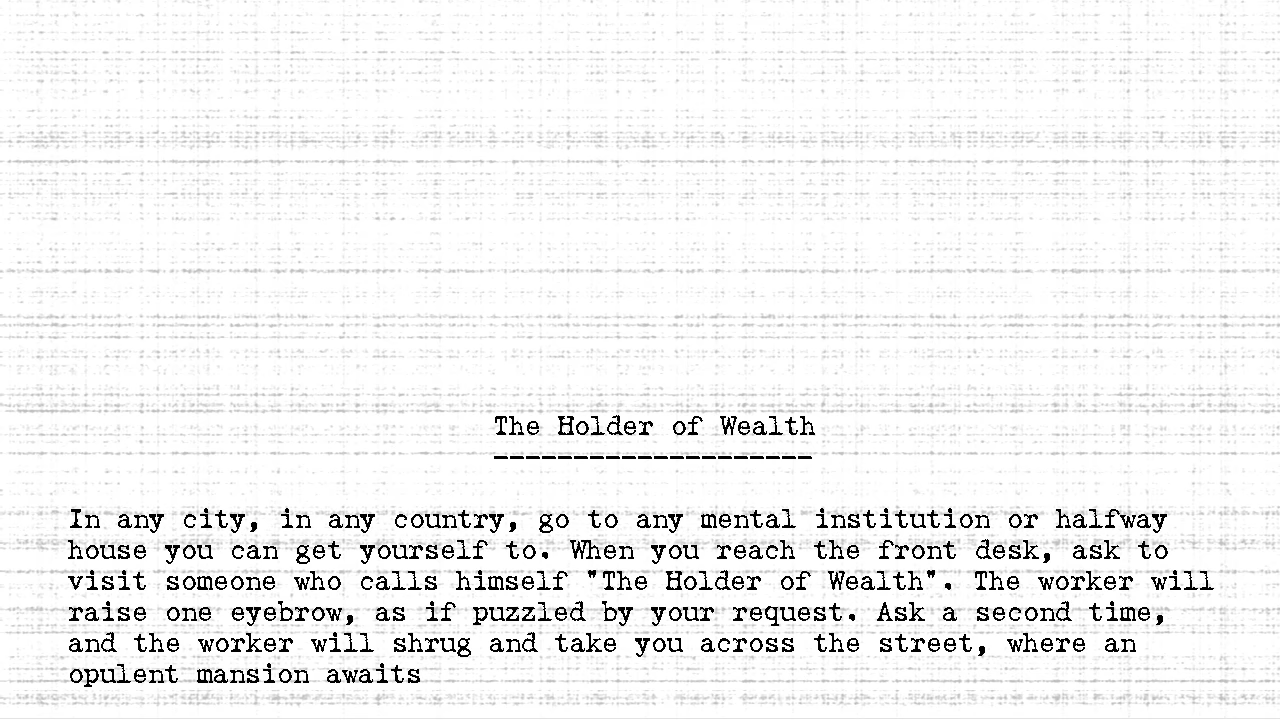 The Holder of Wealth
--------------------
In any city, in any country, go to any mental institution or halfway
house you can get yourself to. When you reach the front desk, ask to
visit someone who calls himself "The Holder of Wealth". The worker will
raise one eyebrow, as if puzzled by your request. Ask a second time,
and the worker will shrug and take you across the street, where an
opulent mansion awaits